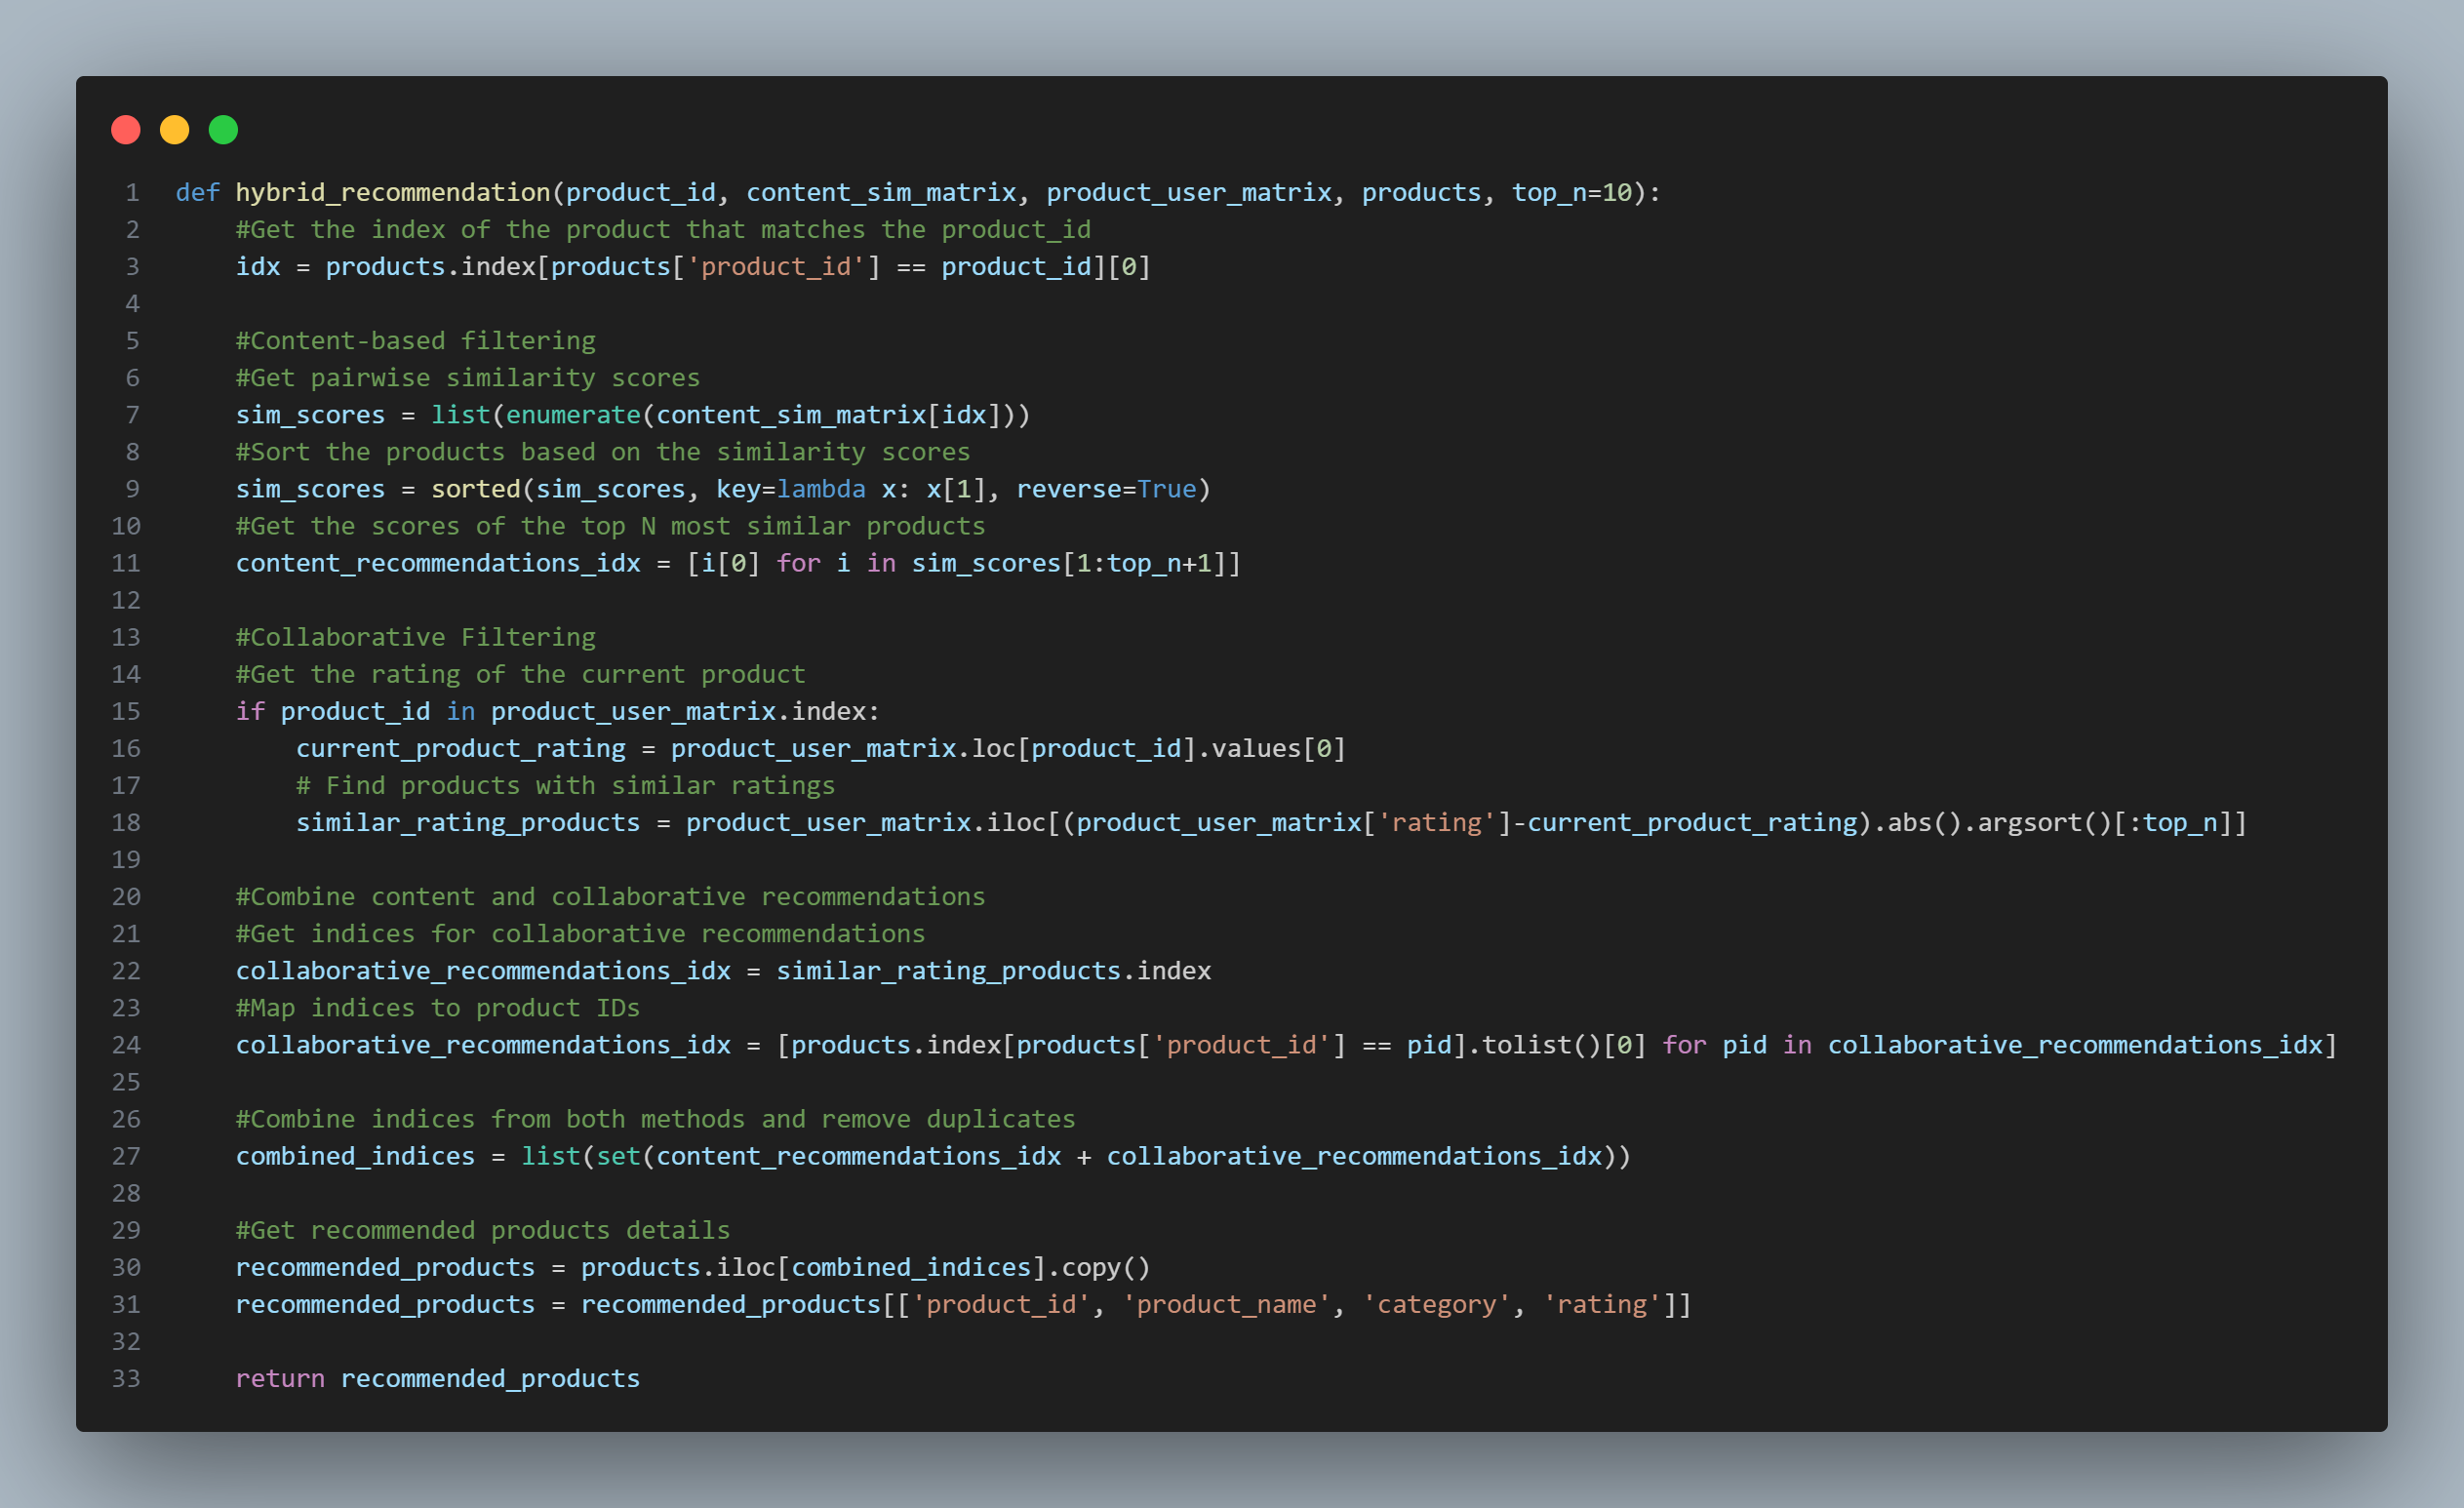 1 def hybrid_recommendation(product_id, content_sim_matrix, product_user_matrix, products, top_n=10):
2     #Get the index of the product that matches the product_id
3     idx = products.index[products['product_id'] == product_id][0]
4
5     #Content-based filtering
6     #Get pairwise similarity scores
7     sim_scores = list(enumerate(content_sim_matrix[idx]))
8     #Sort the products based on the similarity scores
9     sim_scores = sorted(sim_scores, key=lambda x: x[1], reverse=True)
10     #Get the scores of the top N most similar products
11     content_recommendations_idx = [i[0] for i in sim_scores[1:top_n+1]]
12
13     #Collaborative Filtering
14     #Get the rating of the current product
15     if product_id in product_user_matrix.index:
16         current_product_rating = product_user_matrix.loc[product_id].values[0]
17         # Find products with similar ratings
18         similar_rating_products = product_user_matrix.iloc[(product_user_matrix['rating']-current_product_rating).abs().argsort()[:top_n]]
19
20     #Combine content and collaborative recommendations
21     #Get indices for collaborative recommendations
22     collaborative_recommendations_idx = similar_rating_products.index
23     #Map indices to product IDs
24     collaborative_recommendations_idx = [products.index[products['product_id'] == pid].tolist()[0] for pid in collaborative_recommendations_idx]
25
26     #Combine indices from both methods and remove duplicates
27     combined_indices = list(set(content_recommendations_idx + collaborative_recommendations_idx))
28
29     #Get recommended products details
30     recommended_products = products.iloc[combined_indices].copy()
31     recommended_products = recommended_products[['product_id', 'product_name', 'category', 'rating']]
32
33     return recommended_products